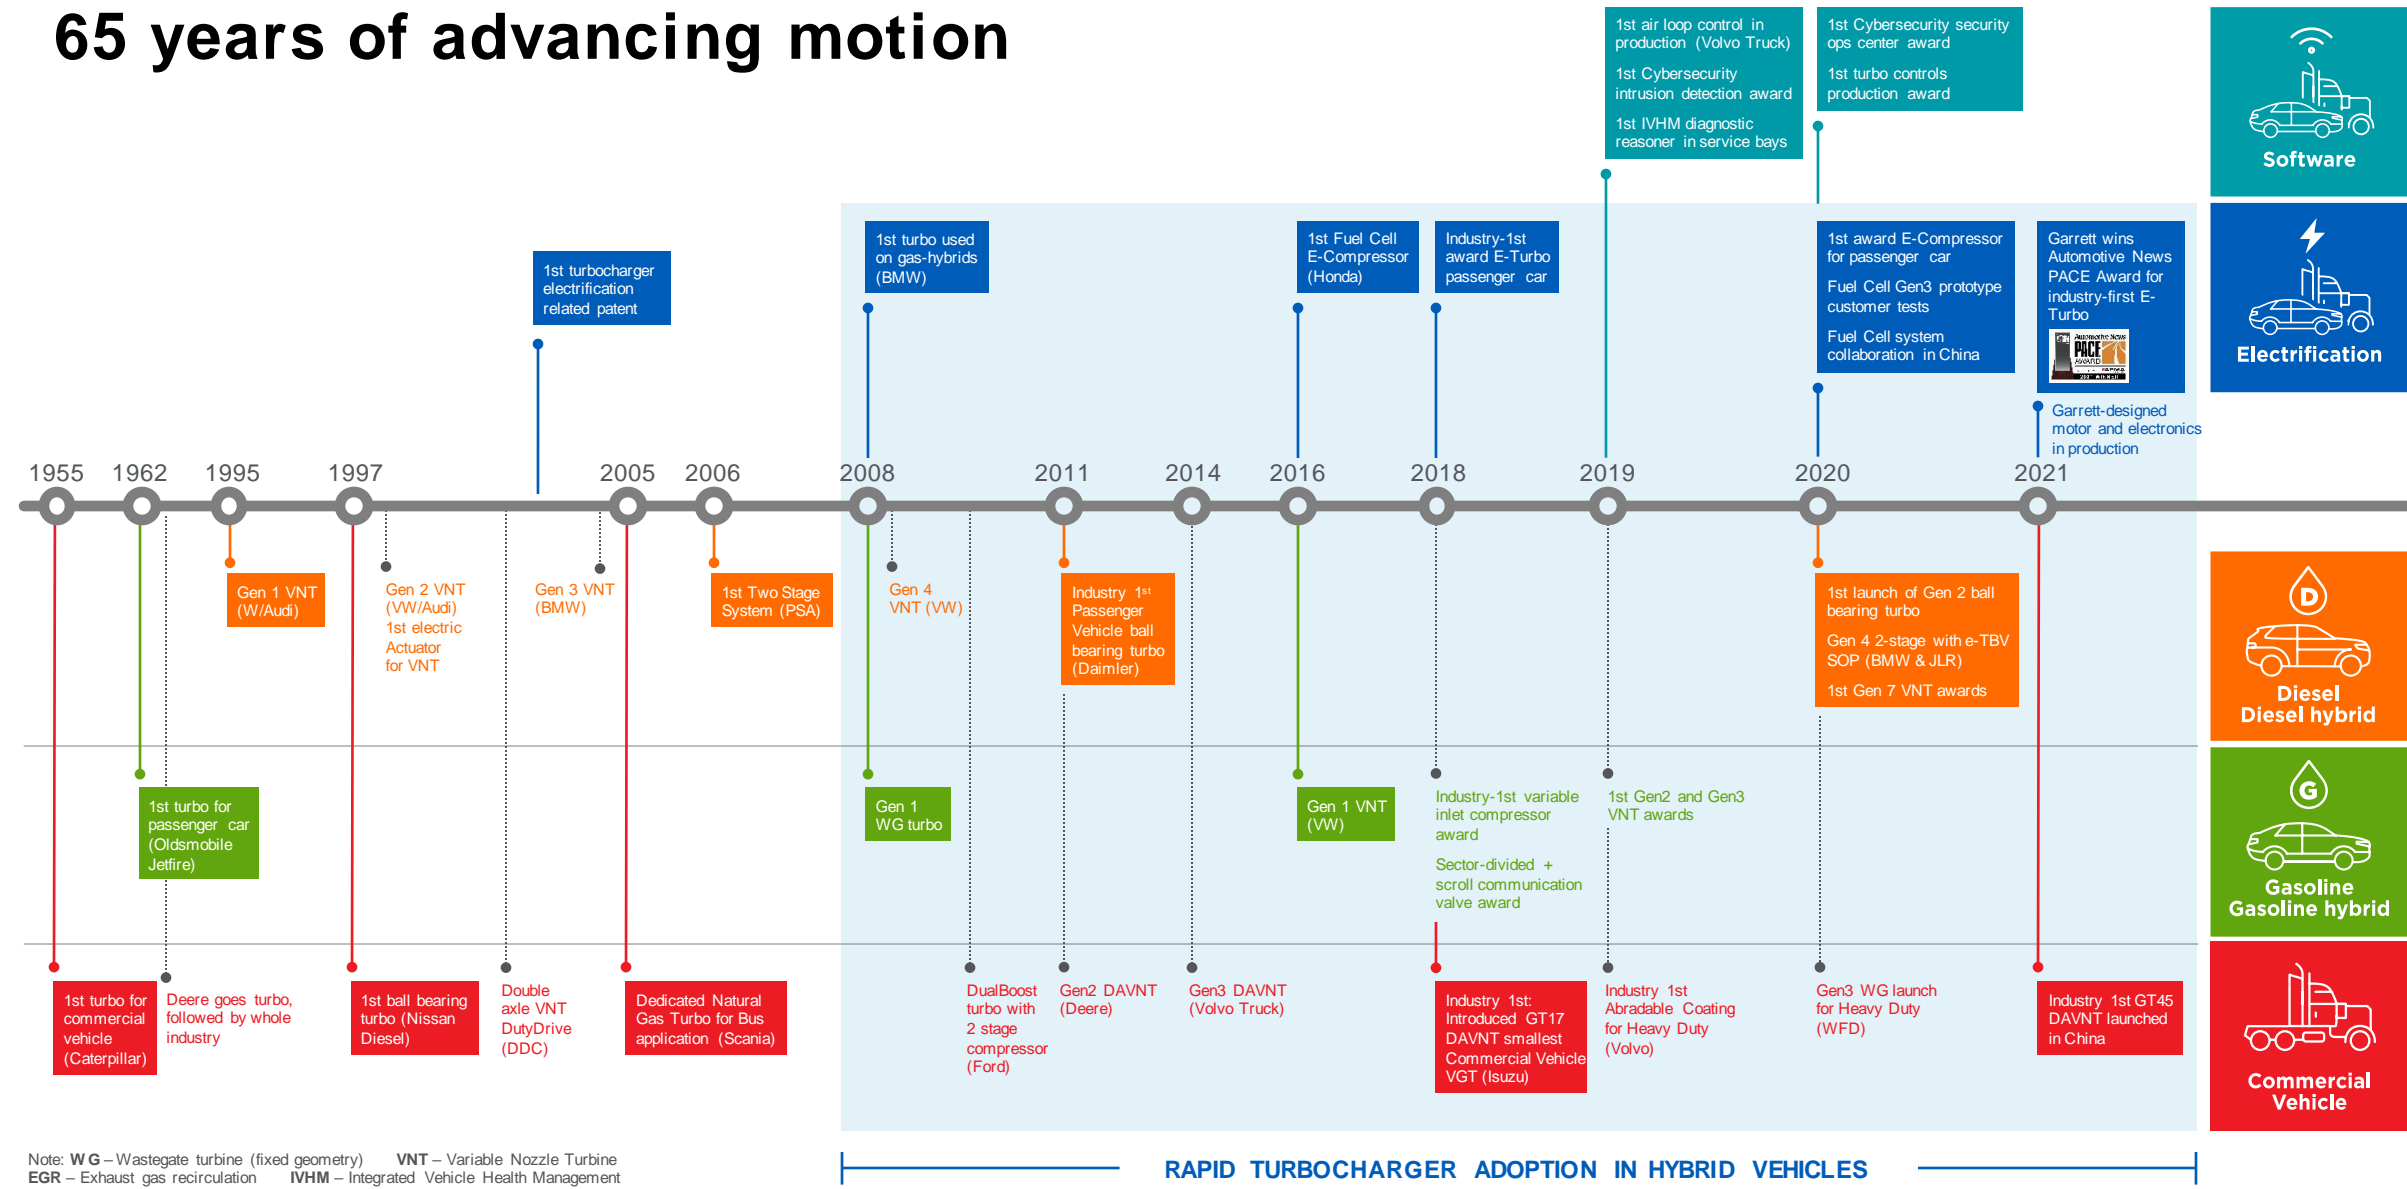 65 years of advancing motion
1st air loop control in
production (Volvo Truck)
1st Cybersecurity
intrusion detection award
1st IVHM diagnostic
reasoner in service bays
1st Cybersecurity security
ops center award
1st turbo controls
production award
Software
1st turbocharger
electrification
related patent
1st turbo used
on gas-hybrids
(BMW)
1st Fuel Cell
E-Compressor
(Honda)
Industry-1st
award E-Turbo
passenger car
1st award E-Compressor
for passenger car
Fuel Cell Gen3 prototype
customer tests
Fuel Cell system
collaboration in China
Garrett wins
Automotive News
PACE Award for
industry-first E-
Turbo
Automotive News
PACE
AWARD
Garrett-designed
motor and electronics
in production
Electrification
1955
1962
1995
1997
2005
2006
2008
2011
2014
2016
2018
2019
2020
2021
Gen 1 VNT
(W/Audi)
Gen 2 VNT
(VW/Audi)
1st electric
Actuator
for VNT
Gen 3 VNT
(BMW)
1st Two Stage
System (PSA)
Gen 4
VNT (VW)
Industry 1st
Passenger
Vehicle ball
bearing turbo
(Daimler)
1st launch of Gen 2 ball
bearing turbo
Gen 4 2-stage with e-TBV
SOP (BMW & JLR)
1st Gen 7 VNT awards
D
Diesel
Diesel hybrid
1st turbo for
passenger car
(Oldsmobile
Jetfire)
Gen 1
WG turbo
Gen 1 VNT
(VW)
Industry-1st variable
inlet compressor
award
Sector-divided +
scroll communication
valve award
1st Gen2 and Gen3
VNT awards
G
Gasoline
Gasoline hybrid
1st turbo for
commercial
vehicle
(Caterpillar)
Deere goes turbo,
followed by whole
industry
1st ball bearing
turbo (Nissan
Diesel)
Double
axle VNT
DutyDrive
(DDC)
Dedicated Natural
Gas Turbo for Bus
application (Scania)
DualBoost
turbo with
2 stage
compressor
(Ford)
Gen2 DAVNT
(Deere)
Gen3 DAVNT
(Volvo Truck)
Industry 1st:
Introduced GT17
DAVNT smallest
Commercial Vehicle
VGT (Isuzu)
Industry 1st
Abradable Coating
for Heavy Duty
(Volvo)
Gen3 WG launch
for Heavy Duty
(WFD)
Industry 1st GT45
DAVNT launched
in China
Commercial
Vehicle
Note: WG – Wastegate turbine (fixed geometry) VNT – Variable Nozzle Turbine
EGR – Exhaust gas recirculation IVHM – Integrated Vehicle Health Management
RAPID TURBOCHARGER ADOPTION IN HYBRID VEHICLES